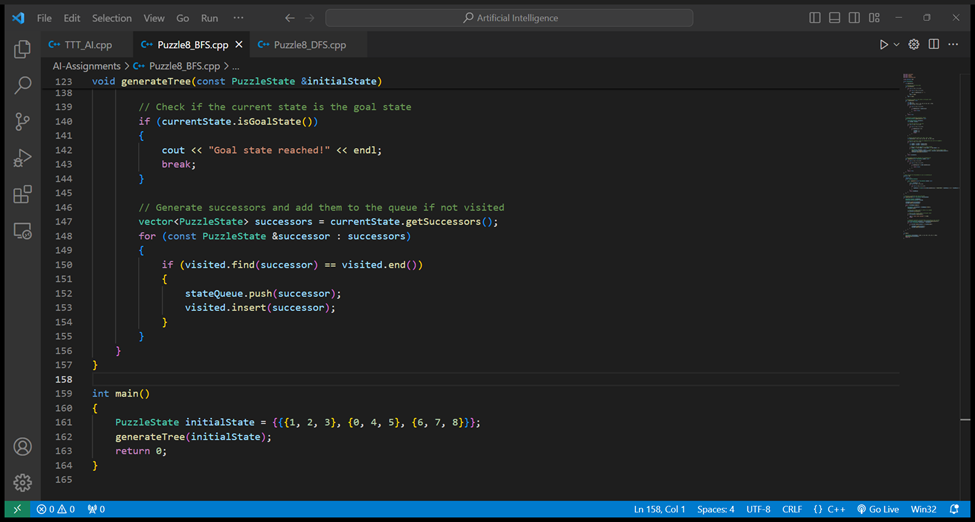 File Edit Selection View Go Run ··· Artificial Intelligence
C++ TTT_AI.cpp C++ Puzzle8_BFS.cpp C++ Puzzle8_DFS.cpp
AI-Assignments > C++ Puzzle8_BFS.cpp > ...
123 void generateTree(const PuzzleState &initialState)
138
139 // Check if the current state is the goal state
140 if (currentState.isGoalState())
141 {
142 cout << "Goal state reached!" << endl;
143 break;
144 }
145
146 // Generate successors and add them to the queue if not visited
147 vector<PuzzleState> successors = currentState.getSuccessors();
148 for (const PuzzleState &successor : successors)
149 {
150 if (visited.find(successor) == visited.end())
151 {
152 stateQueue.push(successor);
153 visited.insert(successor);
154 }
155 }
156 }
157 }
158
159 int main()
160 {
161 PuzzleState initialState = {{{1, 2, 3}, {0, 4, 5}, {6, 7, 8}}};
162 generateTree(initialState);
163 return 0;
164 }
165
0 0 0 Ln 158, Col 1 Spaces: 4 UTF-8 CRLF {} C++ Go Live Win32